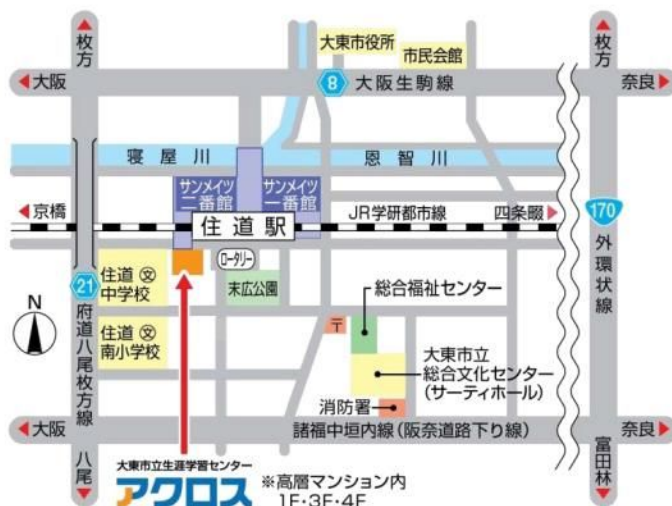 枚方
枚方
大東市役所
市民会館
大阪
8
大阪生駒線
奈良
寝屋川
恩智川
サンメイツ
二番館
サンメイツ
一番館
京橋
住道駅
JR学研都市線
四条畷
170
外環状線
ロータリー
住道㊆
中学校
末広公園
総合福祉センター
21
府道八尾枚方線
N
住道㊆
南小学校
〒
大東市立
総合文化センター
(サーティホール)
消防署
大阪
諸福中垣内線(阪奈道路下り線)
奈良
八尾
富田林
大東市立生涯学習センター
アクロス
※高層マンション内
1F・3F・4F